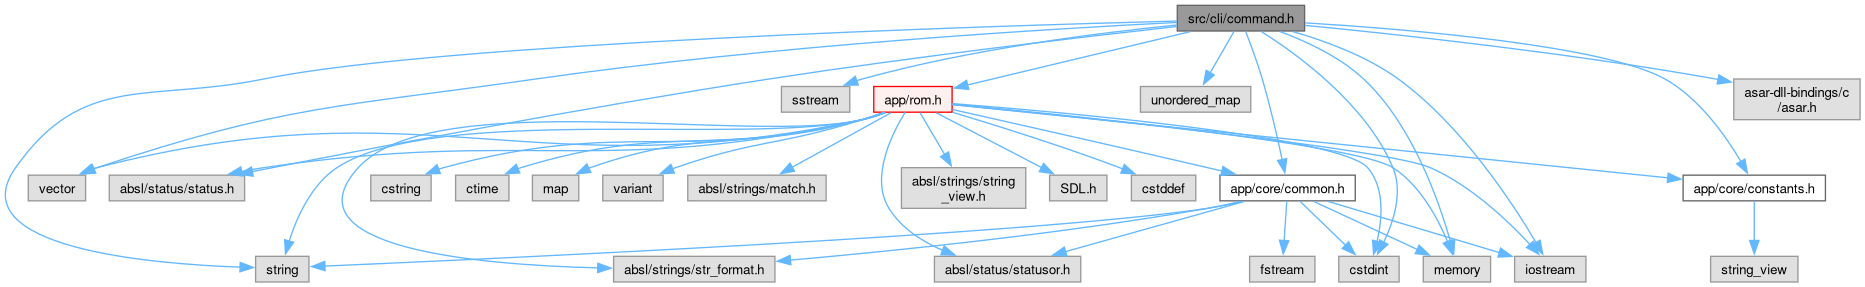 src/cli/command.h
sstream
app/rom.h
unordered_map
asar-dll-bindings/c
/asar.h
vector
absl/status/status.h
cstring
ctime
map
variant
absl/strings/match.h
absl/strings/string
_view.h
SDL.h
cstddef
app/core/common.h
app/core/constants.h
string
absl/strings/str_format.h
absl/status/statusor.h
fstream
cstdint
memory
iostream
string_view